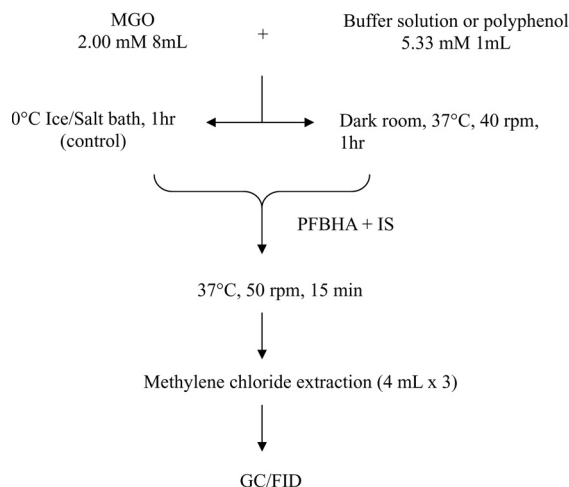 MGO
2.00 mM 8mL
+
Buffer solution or polyphenol
5.33 mM 1mL
0°C Ice/Salt bath, 1hr
(control)
Dark room, 37°C, 40 rpm,
1hr
PFBHA + IS
37°C, 50 rpm, 15 min
Methylene chloride extraction (4 mL x 3)
GC/FID